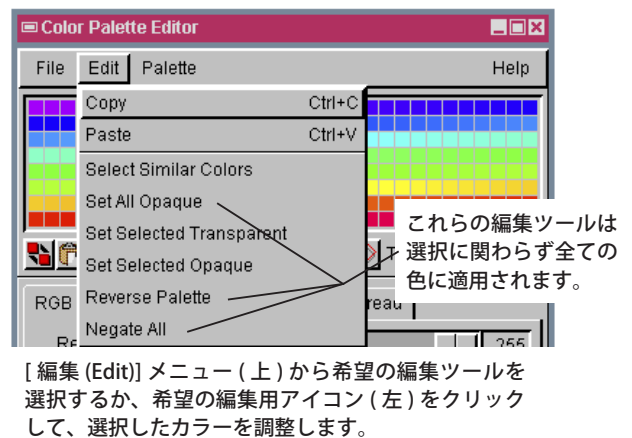 Color Palette Editor
File Edit Palette Help
Copy Ctrl+C
Paste Ctrl+V
Select Similar Colors
Set All Opaque
Set Selected Transparent
Set Selected Opaque
Reverse Palette
Negate All
これらの編集ツールは
選択に関わらず全ての
色に適用されます。
RGB
255
[ 編集 (Edit)] メニュー ( 上 ) から希望の編集ツールを
選択するか、希望の編集用アイコン ( 左 ) をクリック
して、選択したカラーを調整します。